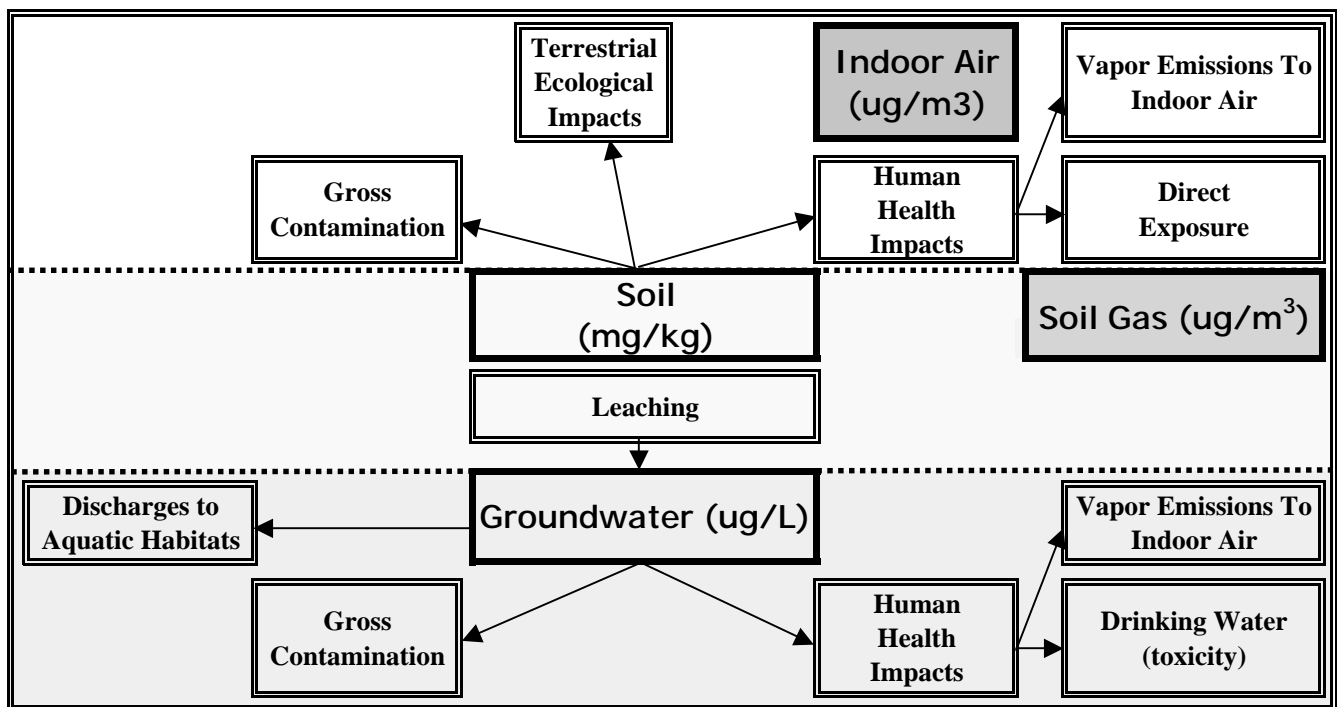 Terrestrial
Ecological
Impacts
Indoor Air
(ug/m3)
Vapor Emissions To
Indoor Air
Gross
Contamination
Human
Health
Impacts
Direct
Exposure
Soil
(mg/kg)
Soil Gas (ug/m³)
Leaching
Discharges to
Aquatic Habitats
Groundwater (ug/L)
Vapor Emissions To
Indoor Air
Gross
Contamination
Human
Health
Impacts
Drinking Water
(toxicity)